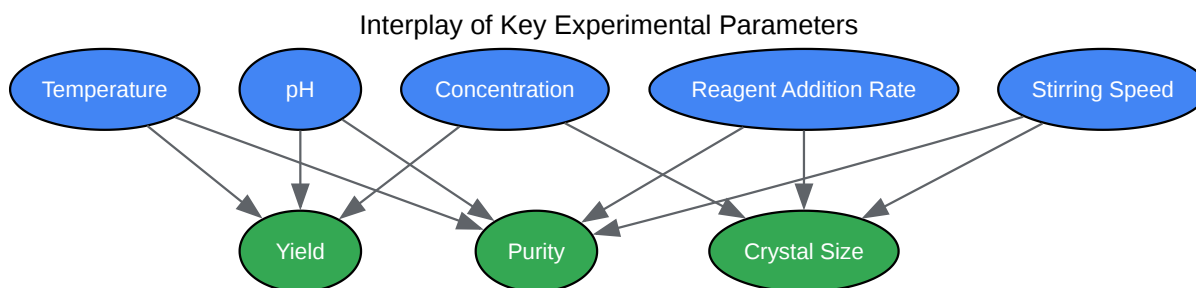 Interplay of Key Experimental Parameters
Temperature
pH
Concentration
Reagent Addition Rate
Stirring Speed
Yield
Purity
Crystal Size